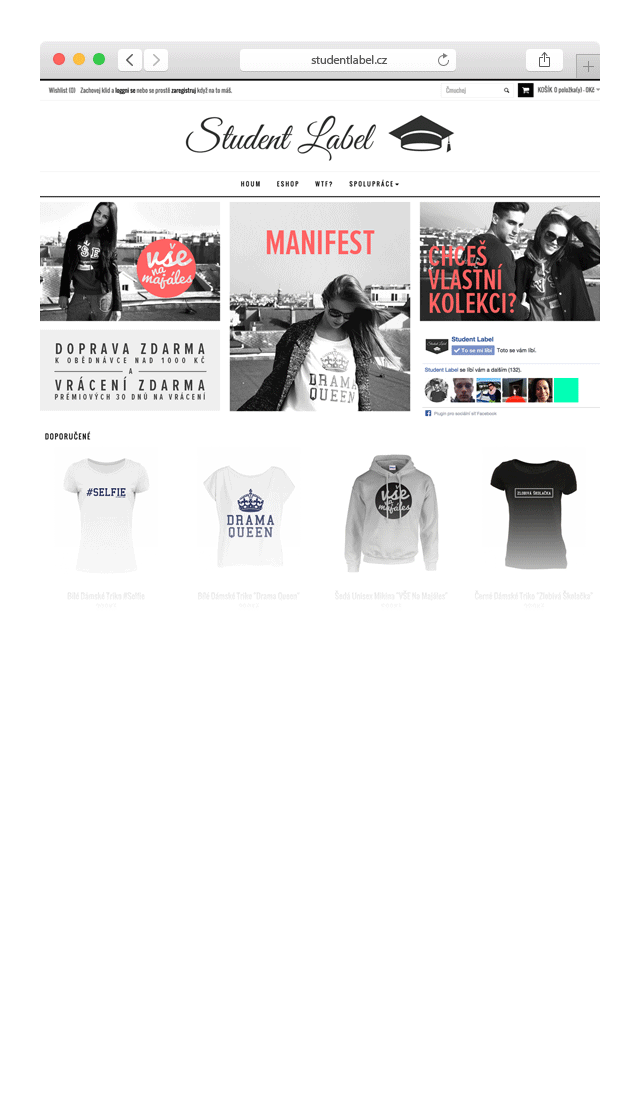 studentlabel.cz
Wishlist (0) Zachovej klid a loggni se nebo se prostě zaregistruj když na to máš.
Čmuchej
KOŠÍK 0 položka(y) - 0Kč
Student Label
HOUM ESHOP WTF? SPOLUPRÁCE
VŠE
vše
na
majáles
MANIFEST
DRAMA
QUEEN
CHCEŠ
VLASTNÍ
KOLEKCI?
DOPRAVA ZDARMA
K OBĚDNÁVCE NAD 1000 KČ
A
VRÁCENÍ ZDARMA
PRÉMIOVÝCH 30 DNŮ NA VRÁCENÍ
Student Label
Student Label
To se mi líbí Toto se vám líbí.
Student Label se líbí vám a dalším (132).
Plugin pro sociální síť Facebook
DOPORUČENÉ
#SELFIE
DRAMA
QUEEN
vše
na
majáles
ZLOBIVÁ ŠKOLAČKA
Bílé Dámské Triko #Selfie
Bílé Dámské Triko "Drama Queen"
Šedá Unisex Mikina "VŠE Na Majáles"
Černé Dámské Triko "Zlobivá Školačka"